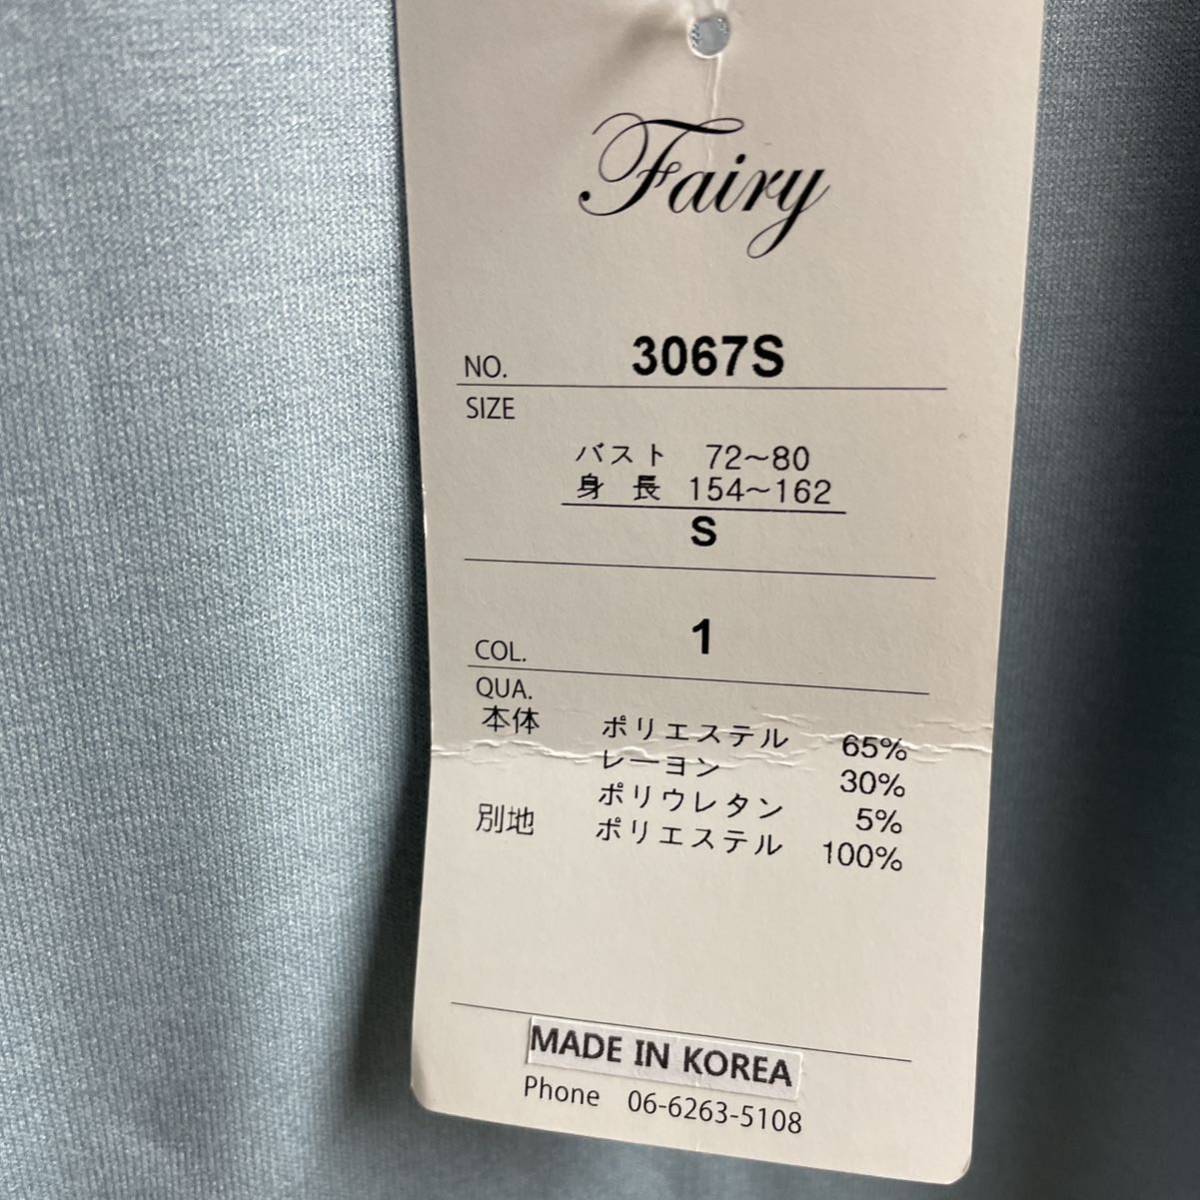 Fairy
NO. 3067S
SIZE
バスト 72~80
身 長 154~162
S
COL. 1
QUA.
本体 ポリエステル 65%
レーヨン 30%
ポリウレタン 5%
別地 ポリエステル 100%
MADE IN KOREA
Phone 06-6263-5108